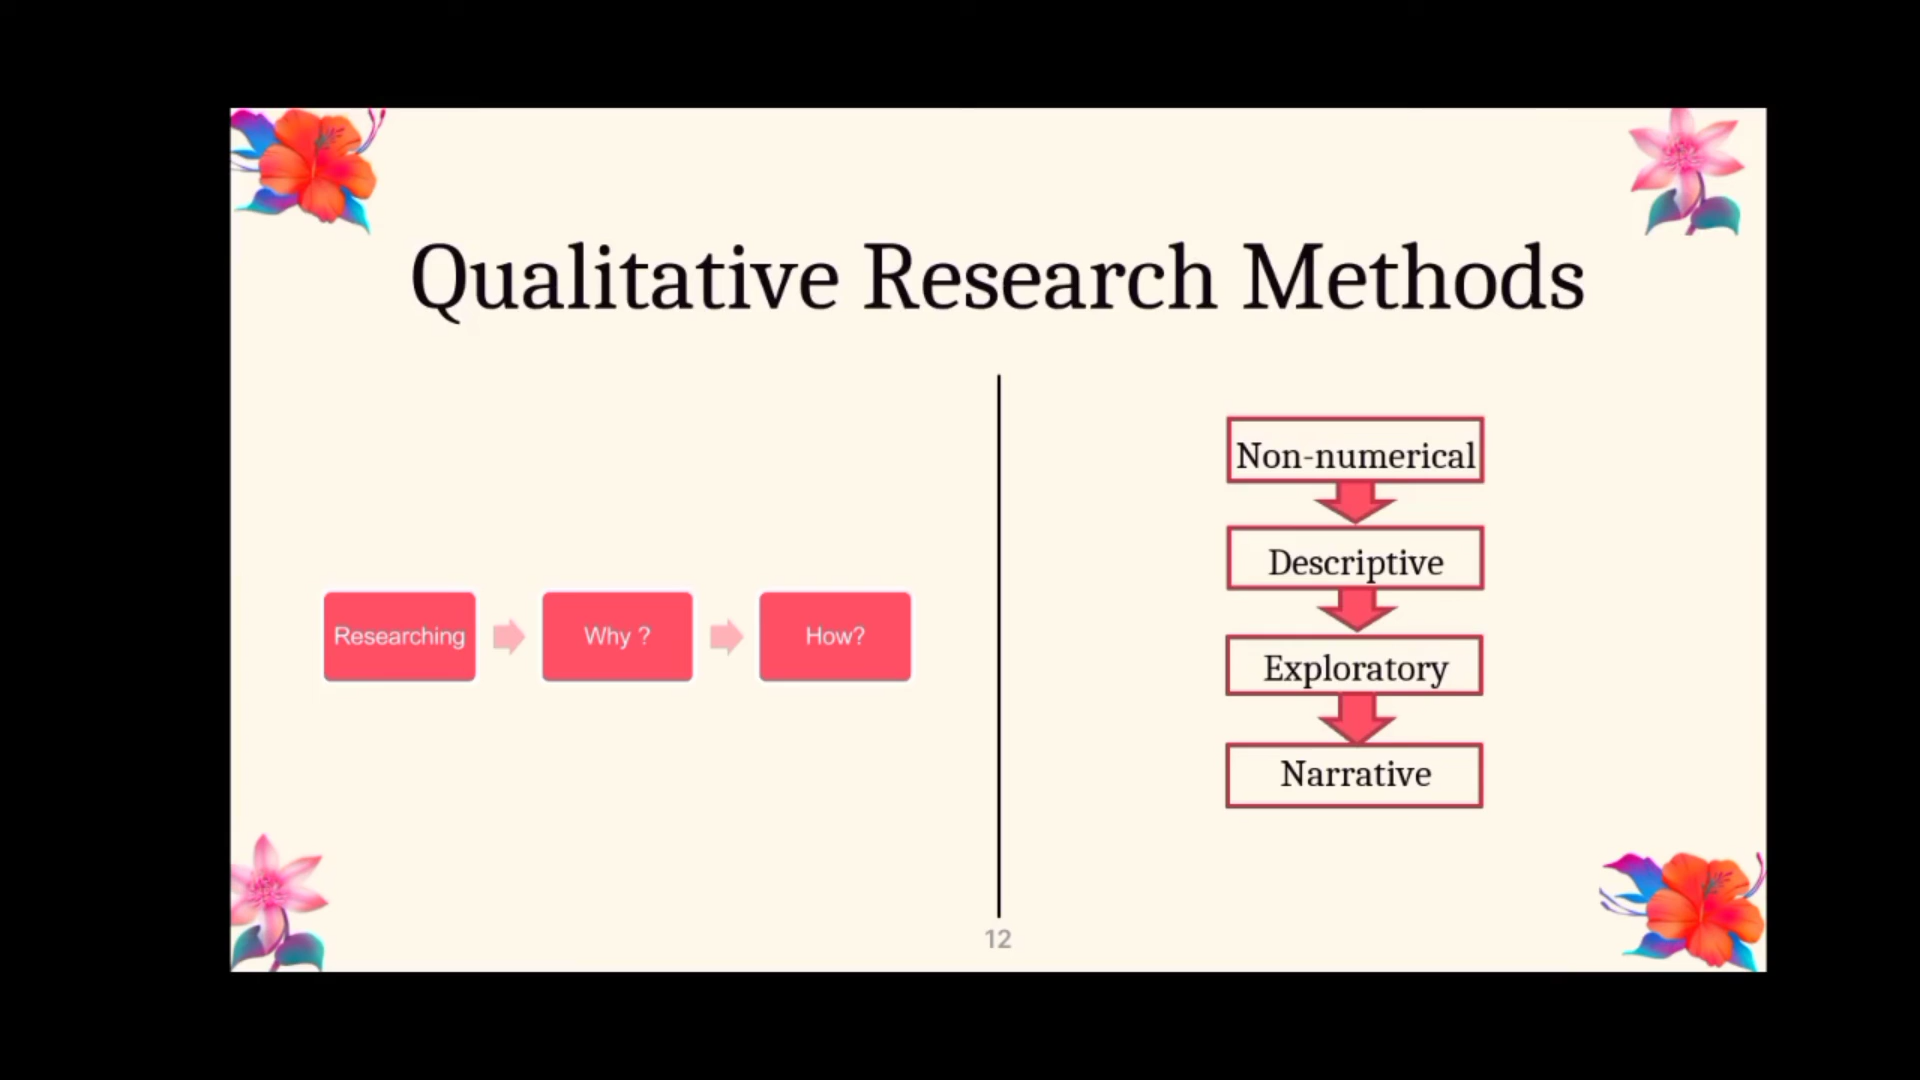 Qualitative Research Methods
Researching
Why ?
How?
Non-numerical
Descriptive
Exploratory
Narrative
12